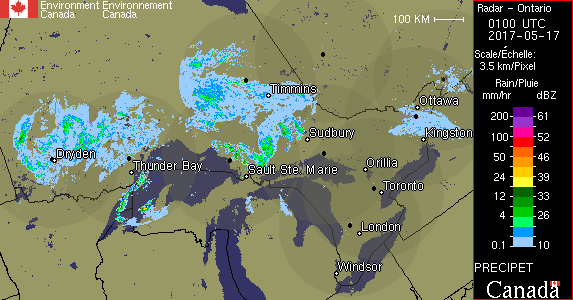 Environment Environnement
Canada Canada
100 KM
Timmins
Ottawa
Sudbury
Kingston
Dryden
Thunder Bay
Sault Ste. Marie
Orillia
Toronto
London
Windsor
Radar - Ontario
0100 UTC
2017-05-17
Scale/Échelle:
3.5 km/Pixel
Rain/Pluie
mm/hr dBZ
200 61
100 52
50 46
24 39
12 33
4 26
0.1 10
PRECIPET
Canada